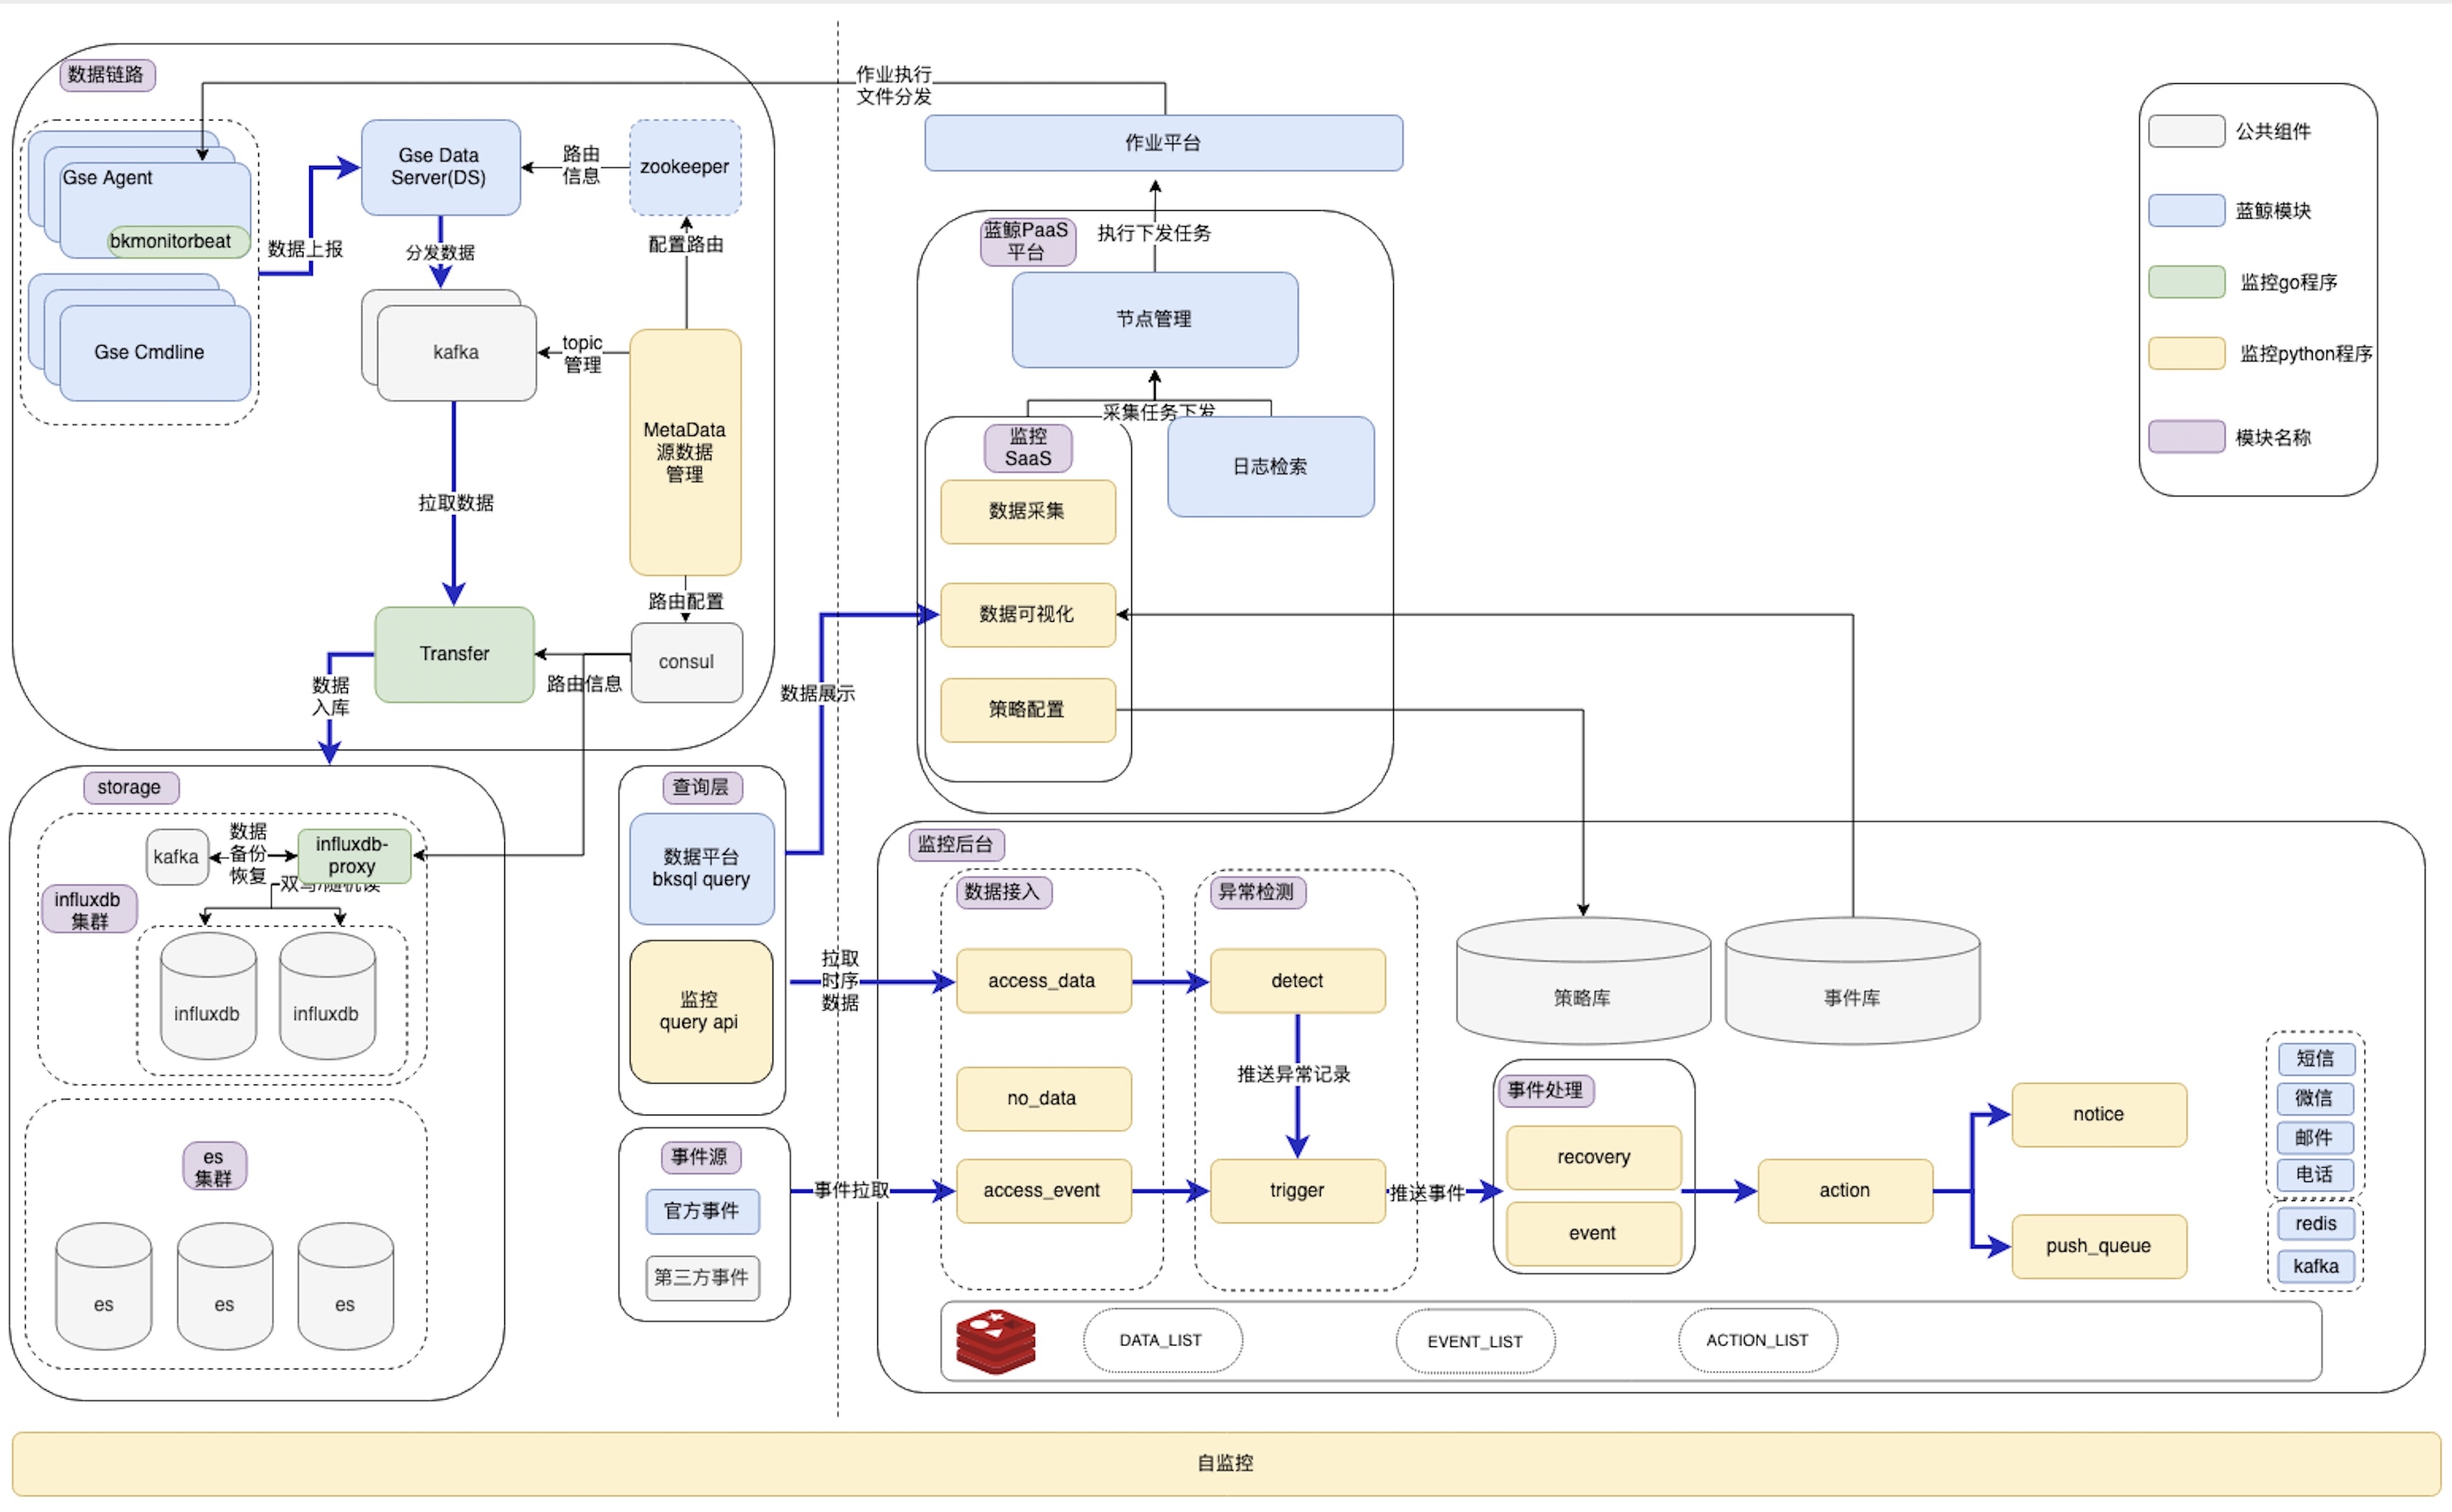 数据链路
作业执行
文件分发
Gse Agent
bkmonitorbeat
Gse Cmdline
数据上报
Gse Data
Server(DS)
路由
信息
zookeeper
分发数据
配置路由
kafka
topic
管理
MetaData
源数据
管理
拉取数据
路由配置
Transfer
路由信息
consul
数据
入库
作业平台
蓝鲸PaaS
平台
执行下发任务
节点管理
采集任务下发
监控
SaaS
日志检索
数据采集
数据可视化
策略配置
公共组件
蓝鲸模块
监控go程序
监控python程序
模块名称
数据展示
storage
kafka
数据
备份
恢复
influxdb-
proxy
双写/随机读
influxdb
集群
influxdb
influxdb
es
集群
es
es
es
查询层
数据平台
bksql query
监控
query api
事件源
官方事件
第三方事件
拉取
时序
数据
事件拉取
监控后台
数据接入
access_data
no_data
access_event
异常检测
detect
推送异常记录
trigger
推送事件
策略库
事件库
事件处理
recovery
event
action
notice
push_queue
短信
微信
邮件
电话
redis
kafka
DATA_LIST
EVENT_LIST
ACTION_LIST
自监控